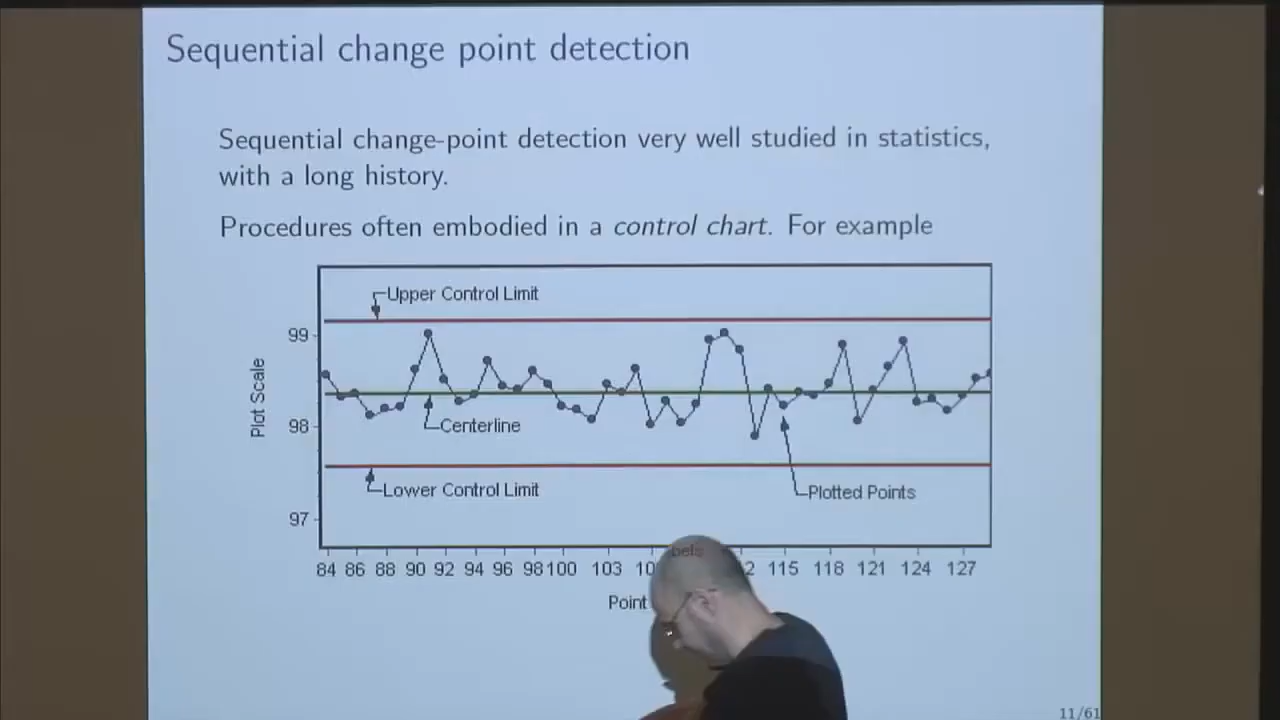 Sequential change point detection
Sequential change-point detection very well studied in statistics,
with a long history.
Procedures often embodied in a control chart. For example
Upper Control Limit
99
Plot Scale
98
Centerline
Lower Control Limit
Plotted Points
97
84 86 88 90 92 94 96 98 100 103 115 118 121 124 127
Point
11/61